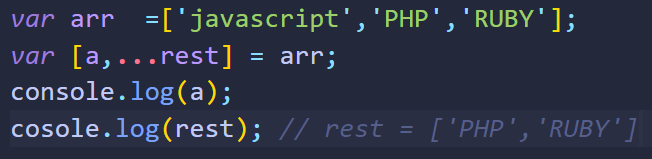 var arr  =['javascript','PHP','RUBY'];
var [a,...rest] = arr;
console.log(a);
cosole.log(rest); // rest = ['PHP','RUBY']